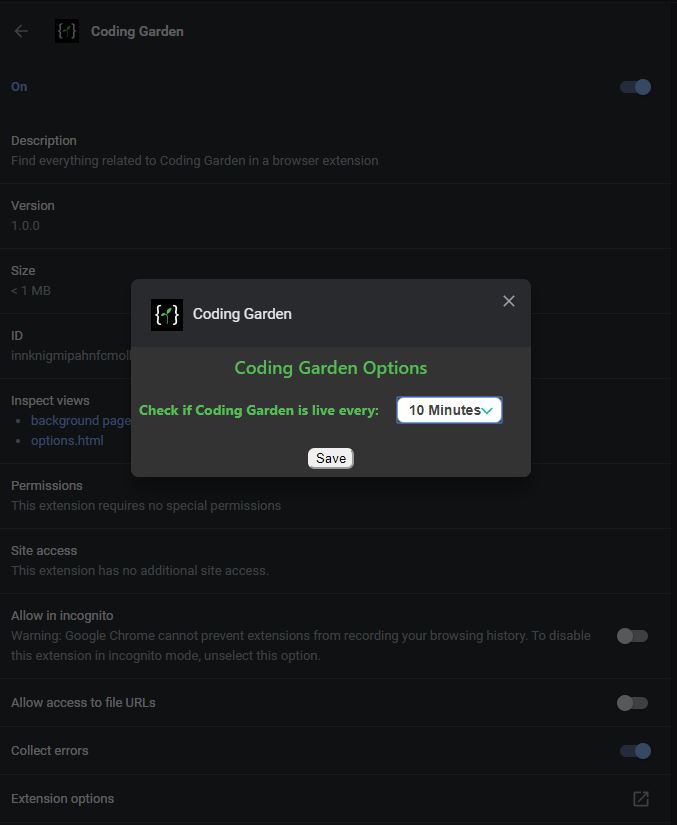 Coding Garden
On
Description
Find everything related to Coding Garden in a browser extension
Version
1.0.0
Size
< 1 MB
ID
Inspect views
background page
options.html
Coding Garden
Coding Garden Options
Check if Coding Garden is live every: 10 Minutes
Save
Permissions
This extension requires no special permissions
Site access
This extension has no additional site access.
Allow in incognito
Warning: Google Chrome cannot prevent extensions from recording your browsing history. To disable
this extension in incognito mode, unselect this option.
Allow access to file URLs
Collect errors
Extension options